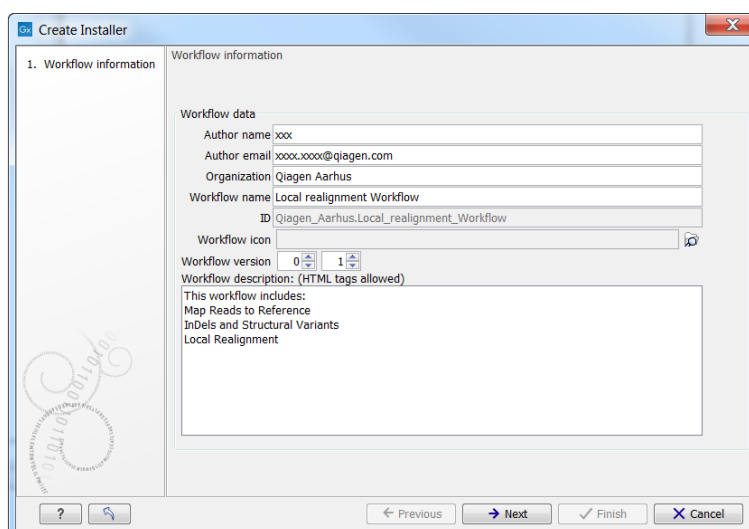 Gx Create Installer
1. Workflow information
Workflow information
Workflow data
Author name xxx
Author email xxxx.xxxx@qiagen.com
Organization Qiagen Aarhus
Workflow name Local realignment Workflow
ID Qiagen_Aarhus.Local_realignment_Workflow
Workflow icon
Workflow version 0 1
Workflow description: (HTML tags allowed)
This workflow includes:
Map Reads to Reference
InDels and Structural Variants
Local Realignment
? Previous Next Finish Cancel